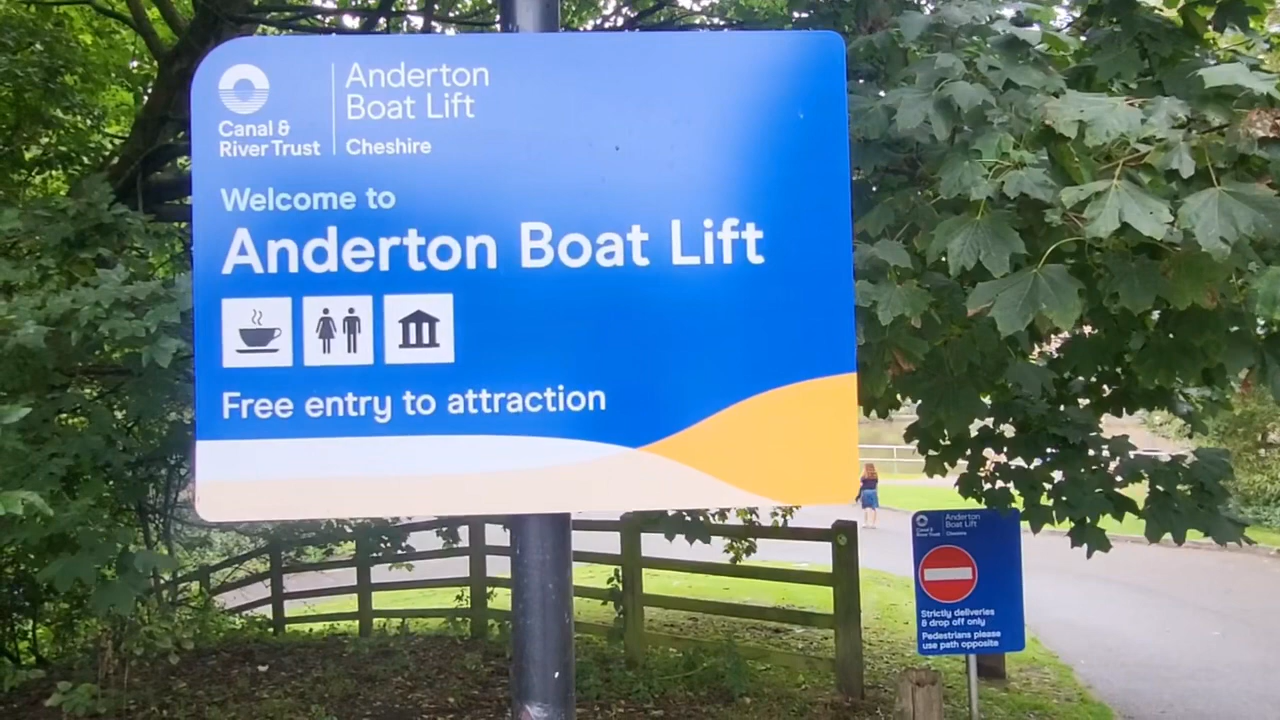 Canal &
River Trust
Anderton
Boat Lift
Cheshire
Welcome to
Anderton Boat Lift
Free entry to attraction
Canal &
River Trust
Anderton
Boat Lift
Cheshire
Strictly deliveries
& drop off only
Pedestrians please
use path opposite